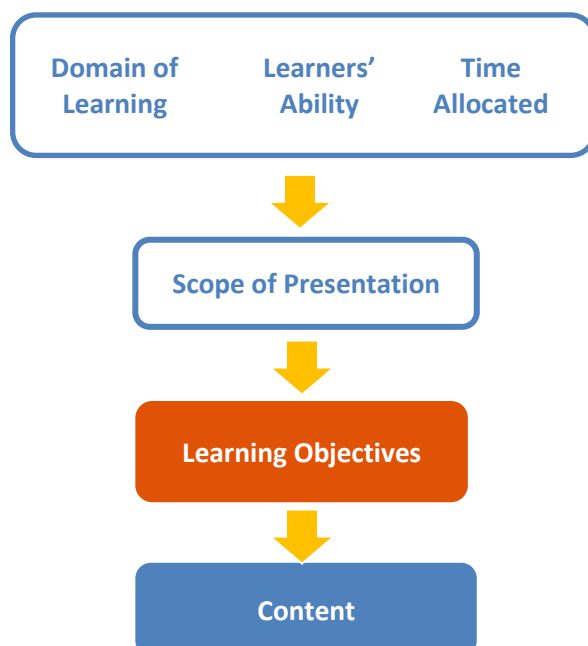 Domain of Learning
Learners’ Ability
Time Allocated
Scope of Presentation
Learning Objectives
Content